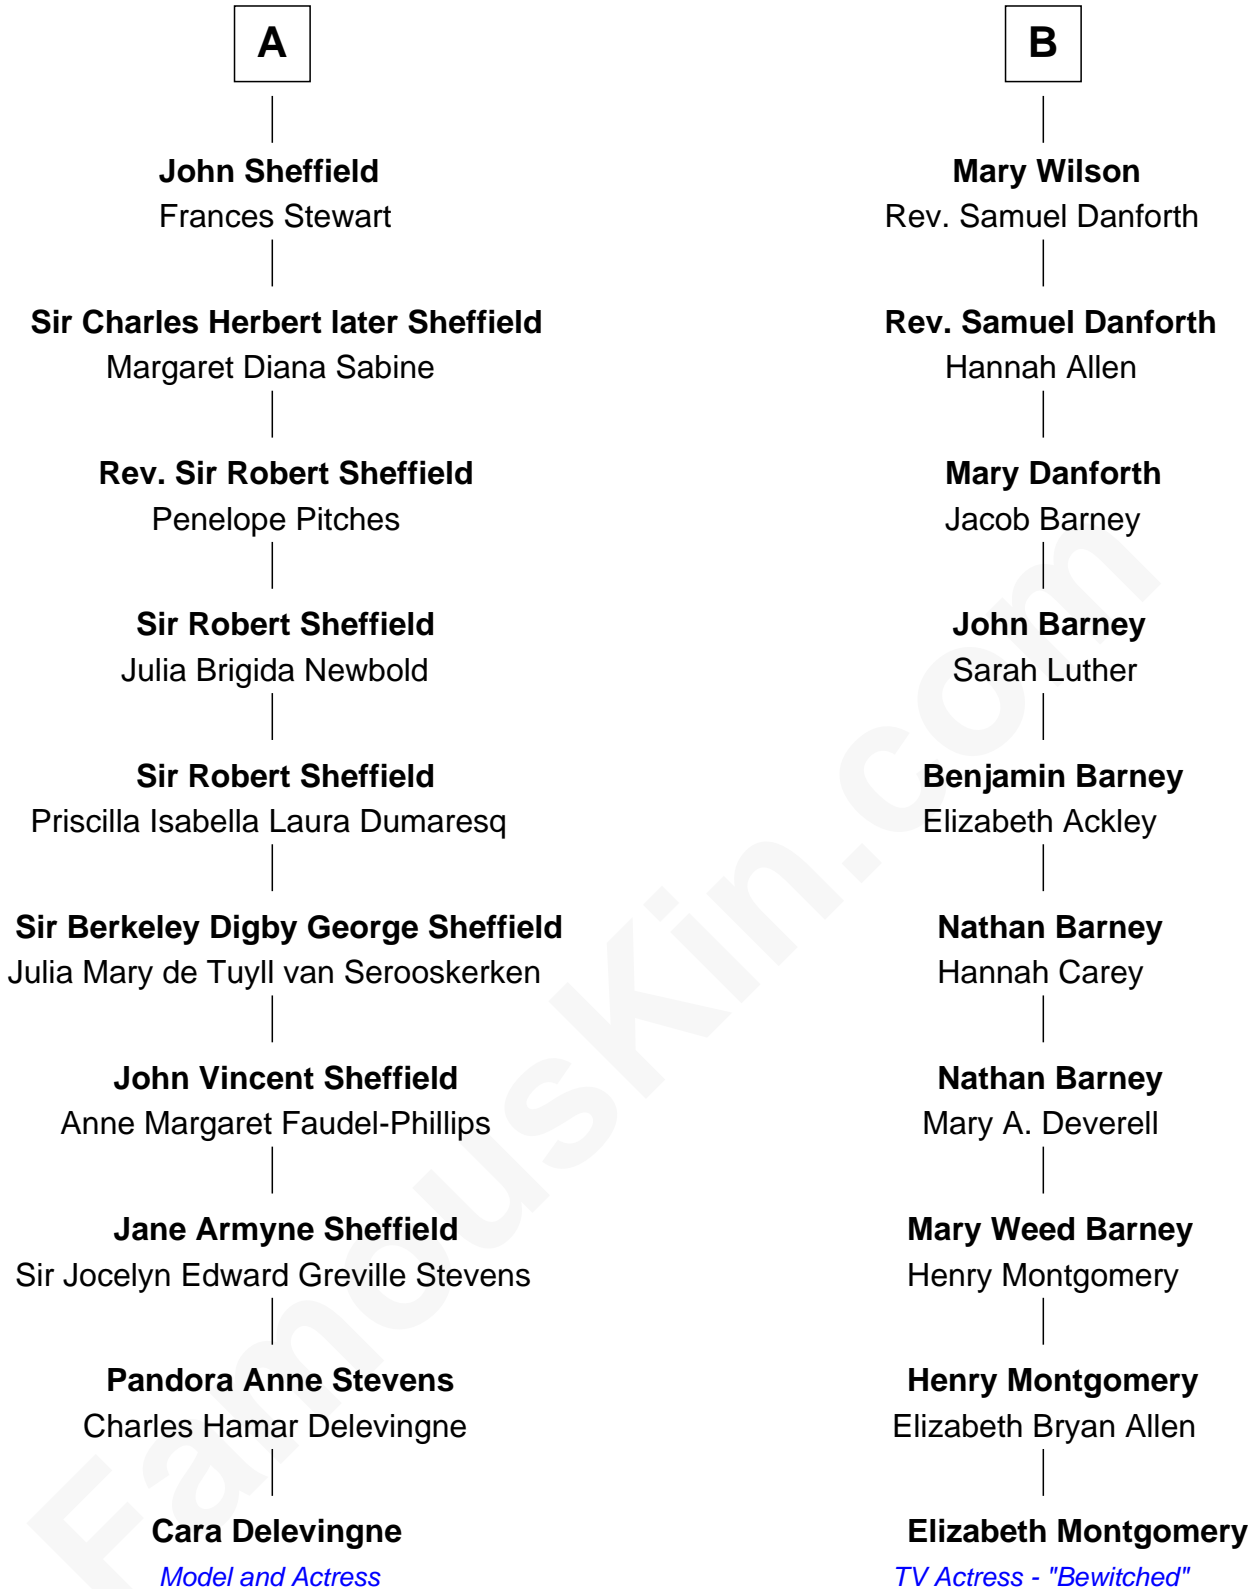 A
John Sheffield
Frances Stewart
Sir Charles Herbert later Sheffield
Margaret Diana Sabine
Rev. Sir Robert Sheffield
Penelope Pitches
Sir Robert Sheffield
Julia Brigida Newbold
Sir Robert Sheffield
Priscilla Isabella Laura Dumaresq
Sir Berkeley Digby George Sheffield
Julia Mary de Tuyll van Serooskerken
John Vincent Sheffield
Anne Margaret Faudel-Phillips
Jane Armyne Sheffield
Sir Jocelyn Edward Greville Stevens
Pandora Anne Stevens
Charles Hamar Delevingne
Cara Delevingne
Model and Actress
B
Mary Wilson
Rev. Samuel Danforth
Rev. Samuel Danforth
Hannah Allen
Mary Danforth
Jacob Barney
John Barney
Sarah Luther
Benjamin Barney
Elizabeth Ackley
Nathan Barney
Hannah Carey
Nathan Barney
Mary A. Deverell
Mary Weed Barney
Henry Montgomery
Henry Montgomery
Elizabeth Bryan Allen
Elizabeth Montgomery
TV Actress - "Bewitched"
FamousKin.com